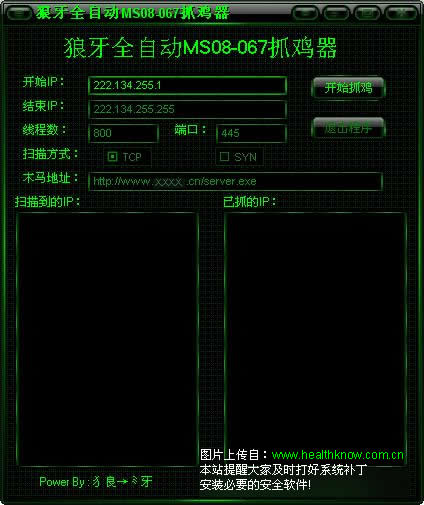 狼牙全自动MS08-067抓鸡器
狼牙全自动MS08-067抓鸡器
开始IP： 222.134.255.1 开始抓鸡
结束IP： 222.134.255.255
线程数： 800 端口： 445 退出程序
扫描方式： TCP SYN
木马地址： http://www.xxxx.cn/server.exe
扫描到的IP： 已抓的IP：
图片上传自：www.healthknow.com.cn
本站提醒大家及时打好系统补丁
安装必要的安全软件!
Power By：犭良→牙